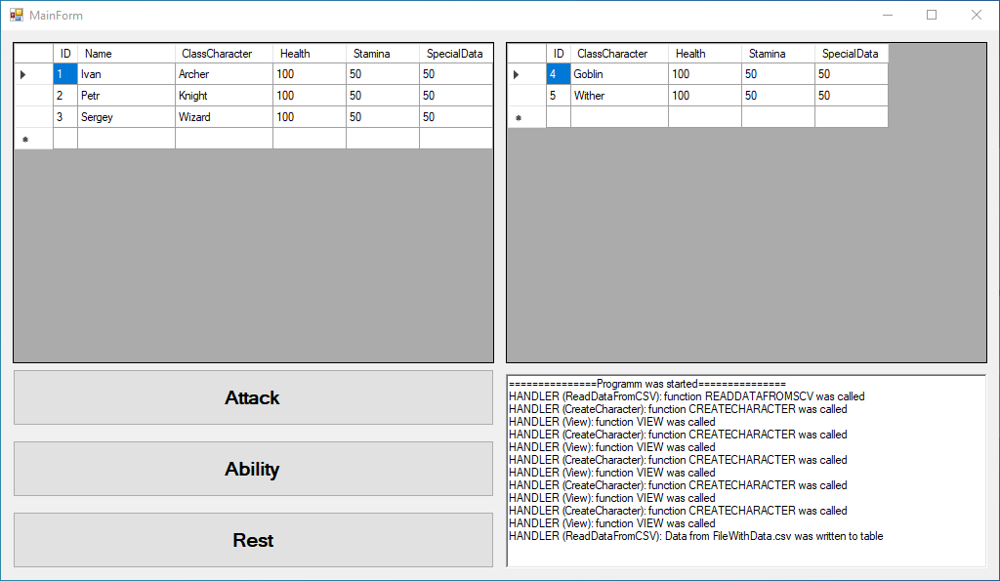 MainForm
ID Name ClassCharacter Health Stamina SpecialData
1 Ivan Archer 100 50 50
2 Petr Knight 100 50 50
3 Sergey Wizard 100 50 50
ID ClassCharacter Health Stamina SpecialData
4 Goblin 100 50 50
5 Wither 100 50 50
Attack
Ability
Rest
===============Programm was started===============
HANDLER (ReadDataFromCSV): function READDATAFROMSCV was called
HANDLER (CreateCharacter): function CREATECHARACTER was called
HANDLER (View): function VIEW was called
HANDLER (CreateCharacter): function CREATECHARACTER was called
HANDLER (View): function VIEW was called
HANDLER (CreateCharacter): function CREATECHARACTER was called
HANDLER (View): function VIEW was called
HANDLER (CreateCharacter): function CREATECHARACTER was called
HANDLER (View): function VIEW was called
HANDLER (CreateCharacter): function CREATECHARACTER was called
HANDLER (View): function VIEW was called
HANDLER (ReadDataFromCSV): Data from FileWithData.csv was written to table